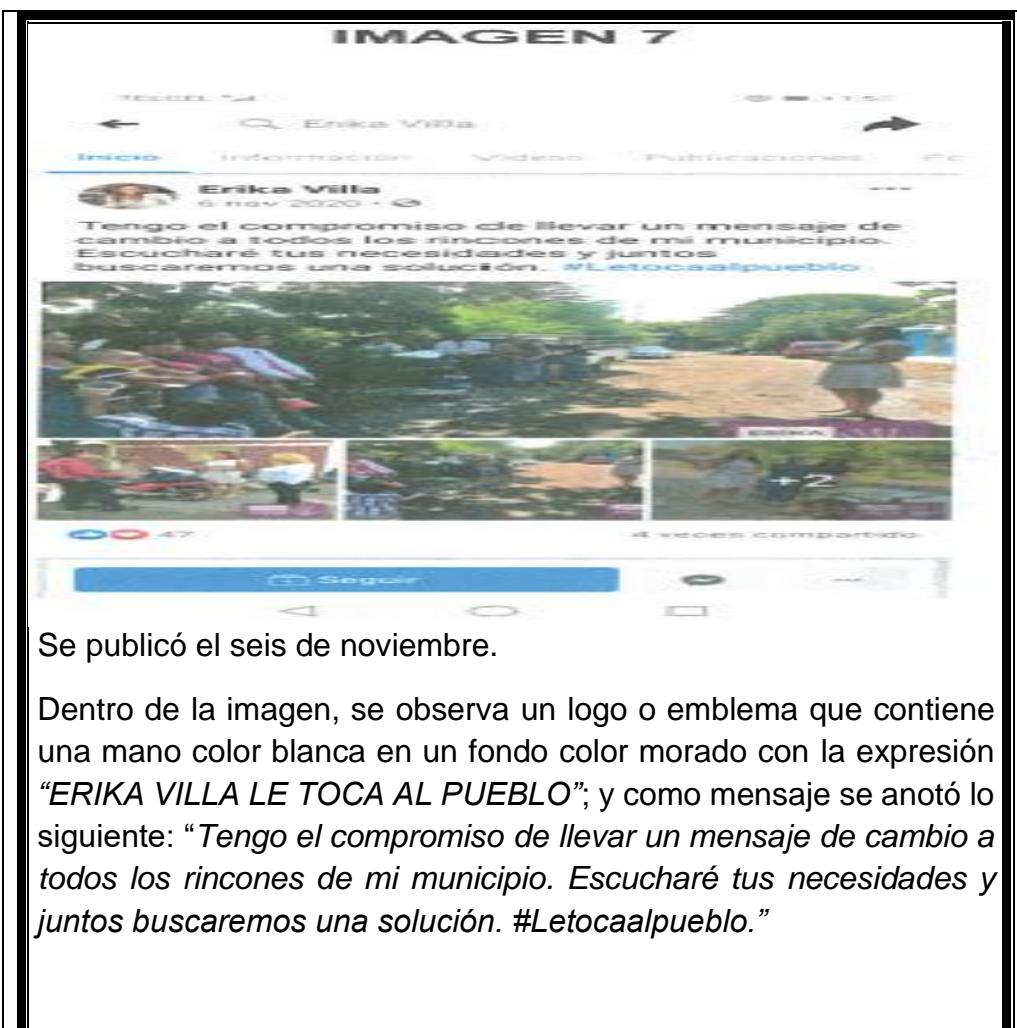 IMAGEN 7
TELCEL
Erika Villa
Inicio Información Videos Publicaciones
Erika Villa
6 nov 2020
Tengo el compromiso de llevar un mensaje de
cambio a todos los rincones de mi municipio.
Escucharé tus necesidades y juntos
buscaremos una solución. #Letocaalpueblo
ERIKA
+2
47
4 veces compartido
Seguir
Se publicó el seis de noviembre.
Dentro de la imagen, se observa un logo o emblema que contiene
una mano color blanca en un fondo color morado con la expresión
“ERIKA VILLA LE TOCA AL PUEBLO”; y como mensaje se anotó lo
siguiente: “Tengo el compromiso de llevar un mensaje de cambio a
todos los rincones de mi municipio. Escucharé tus necesidades y
juntos buscaremos una solución. #Letocaalpueblo.”